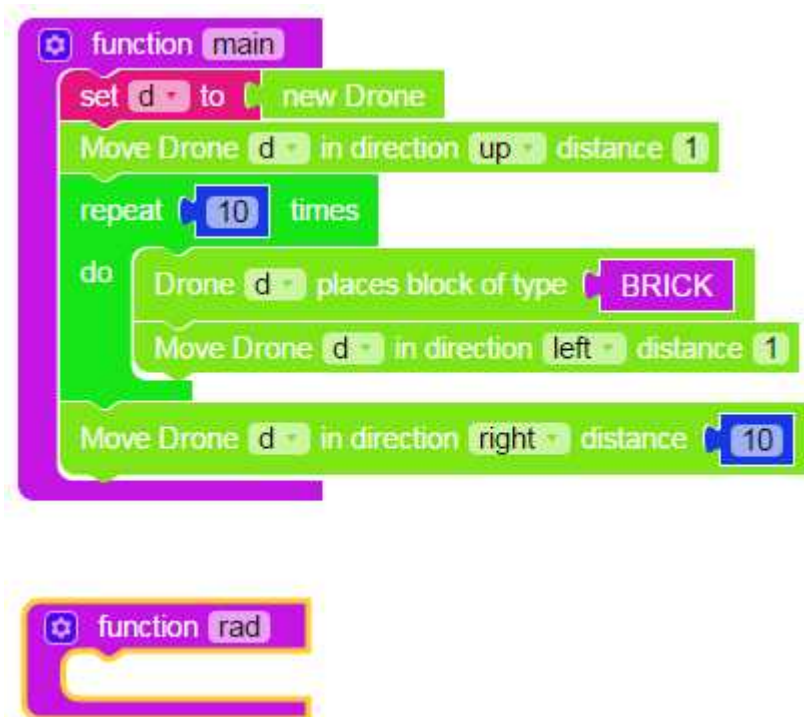 function main
set d to new Drone
Move Drone d in direction up distance 1
repeat 10 times
do
Drone d places block of type BRICK
Move Drone d in direction left distance 1
Move Drone d in direction right distance 10
function rad